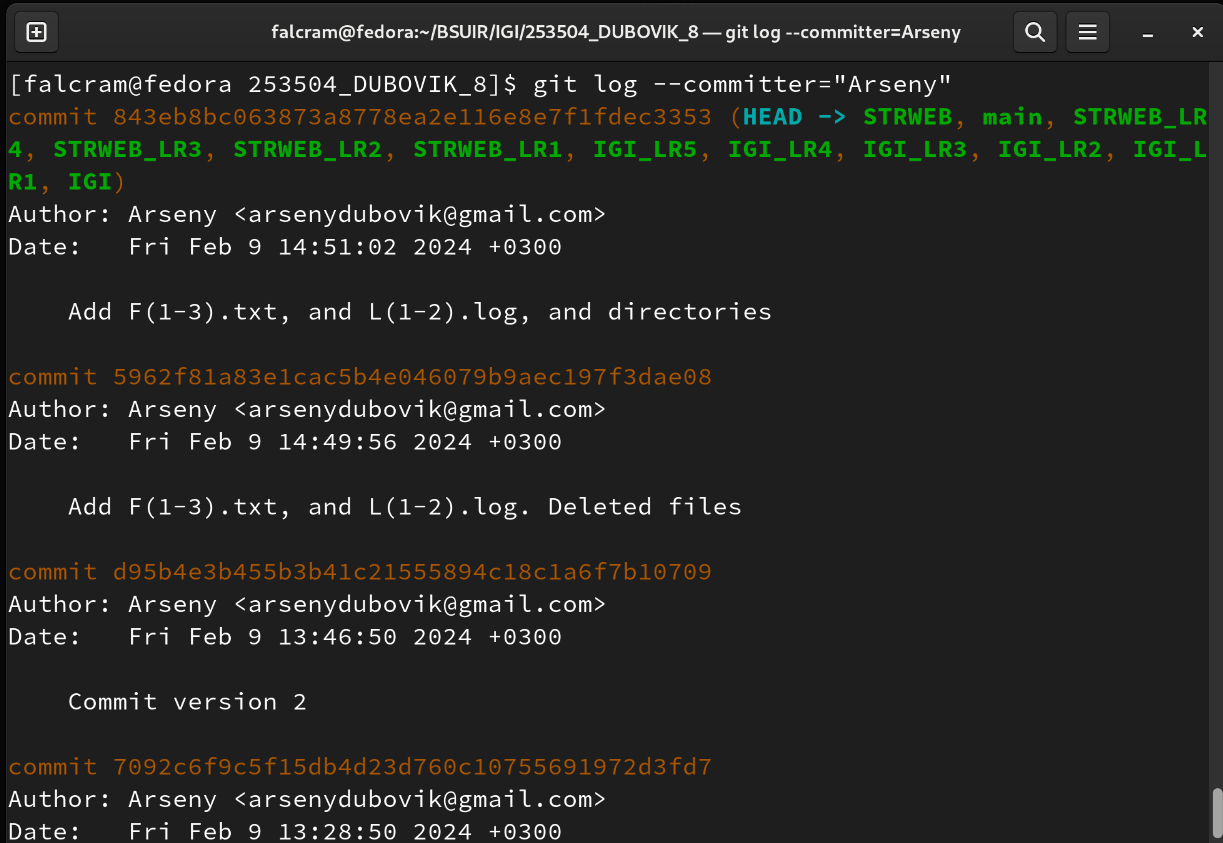 falcram@fedora:~/BSUIR/IGI/253504_DUBOVIK_8 — git log --committer=Arseny
[falcram@fedora 253504_DUBOVIK_8]$ git log --committer="Arseny"
commit 843eb8bc063873a8778ea2e116e8e7f1fdec3353 (HEAD -> STRWEB, main, STRWEB_LR
4, STRWEB_LR3, STRWEB_LR2, STRWEB_LR1, IGI_LR5, IGI_LR4, IGI_LR3, IGI_LR2, IGI_L
R1, IGI)
Author: Arseny <arsenydubovik@gmail.com>
Date:   Fri Feb 9 14:51:02 2024 +0300
    Add F(1-3).txt, and L(1-2).log, and directories
commit 5962f81a83e1cac5b4e046079b9aec197f3dae08
Author: Arseny <arsenydubovik@gmail.com>
Date:   Fri Feb 9 14:49:56 2024 +0300
    Add F(1-3).txt, and L(1-2).log. Deleted files
commit d95b4e3b455b3b41c21555894c18c1a6f7b10709
Author: Arseny <arsenydubovik@gmail.com>
Date:   Fri Feb 9 13:46:50 2024 +0300
    Commit version 2
commit 7092c6f9c5f15db4d23d760c10755691972d3fd7
Author: Arseny <arsenydubovik@gmail.com>
Date:   Fri Feb 9 13:28:50 2024 +0300